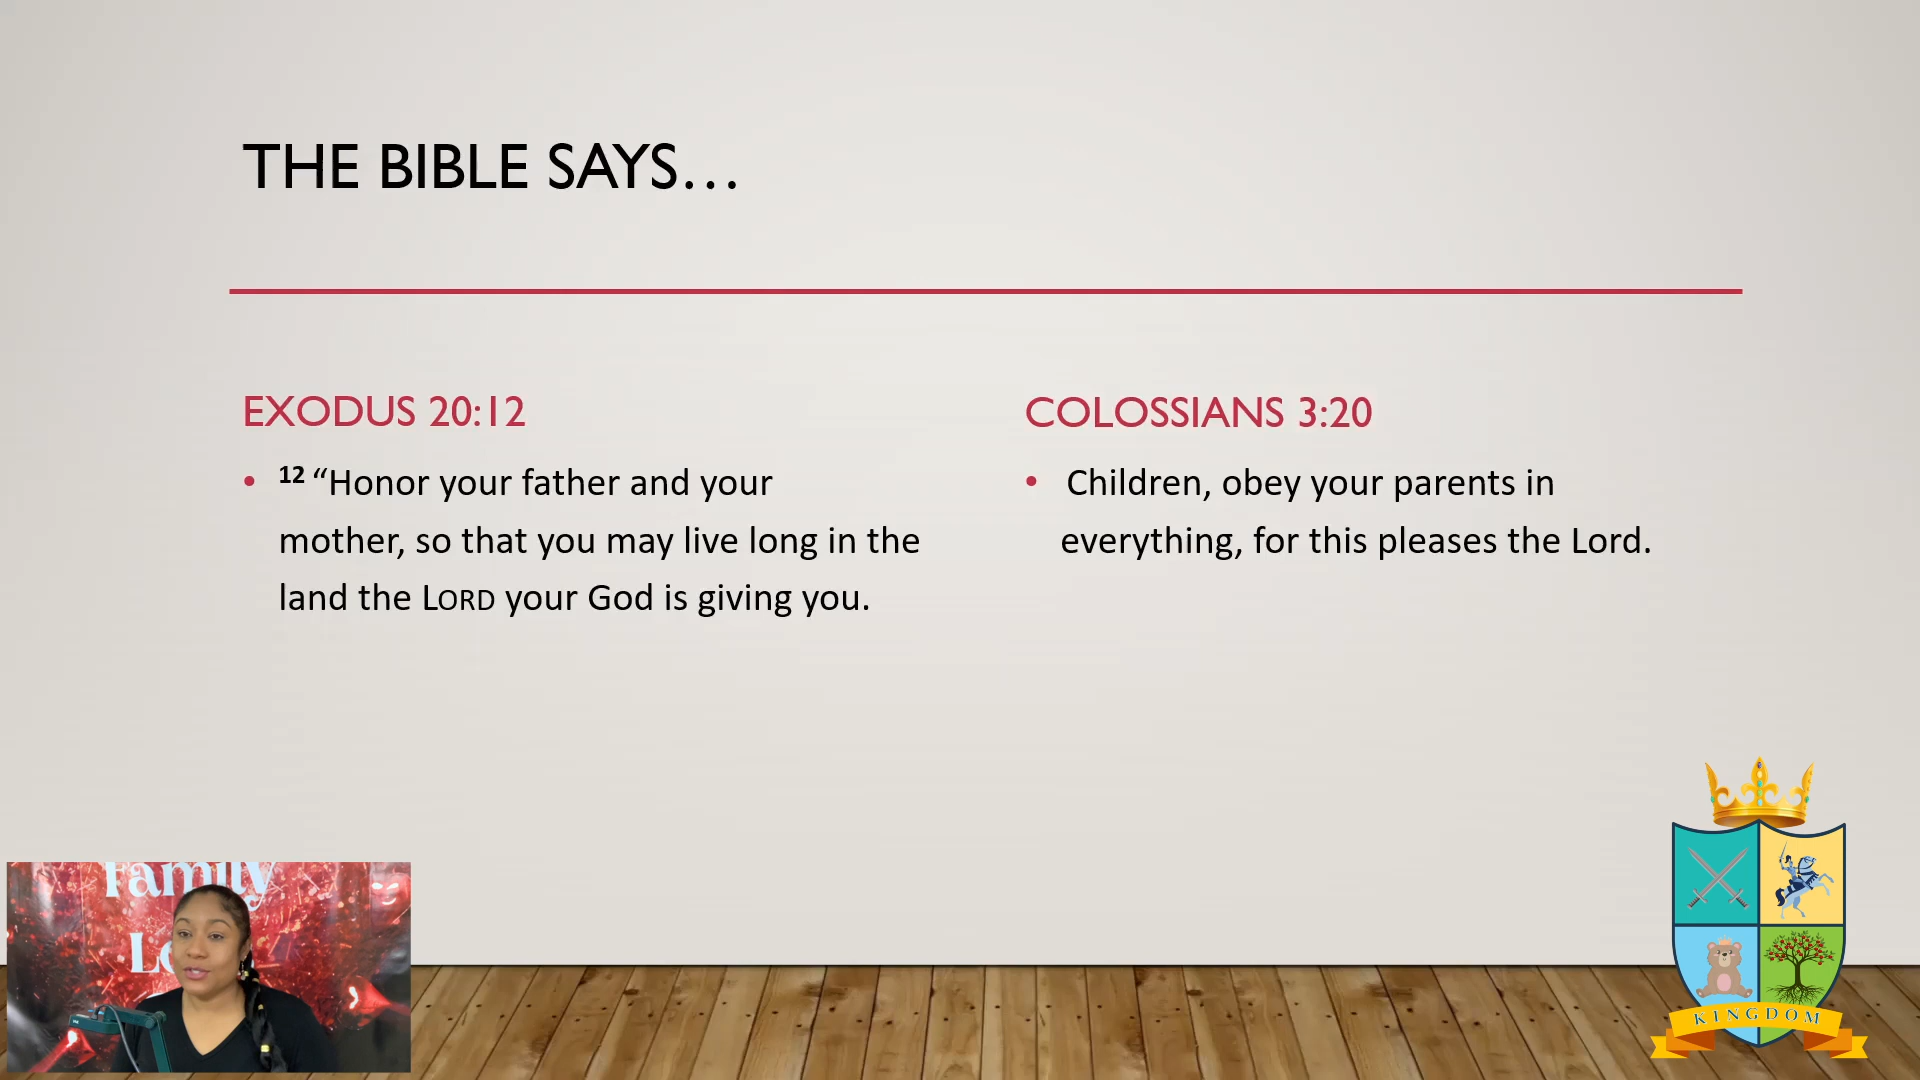 THE BIBLE SAYS...
EXODUS 20:12
• 12 “Honor your father and your
mother, so that you may live long in the
land the LORD your God is giving you.
COLOSSIANS 3:20
• Children, obey your parents in
everything, for this pleases the Lord.
Family
KINGDOM